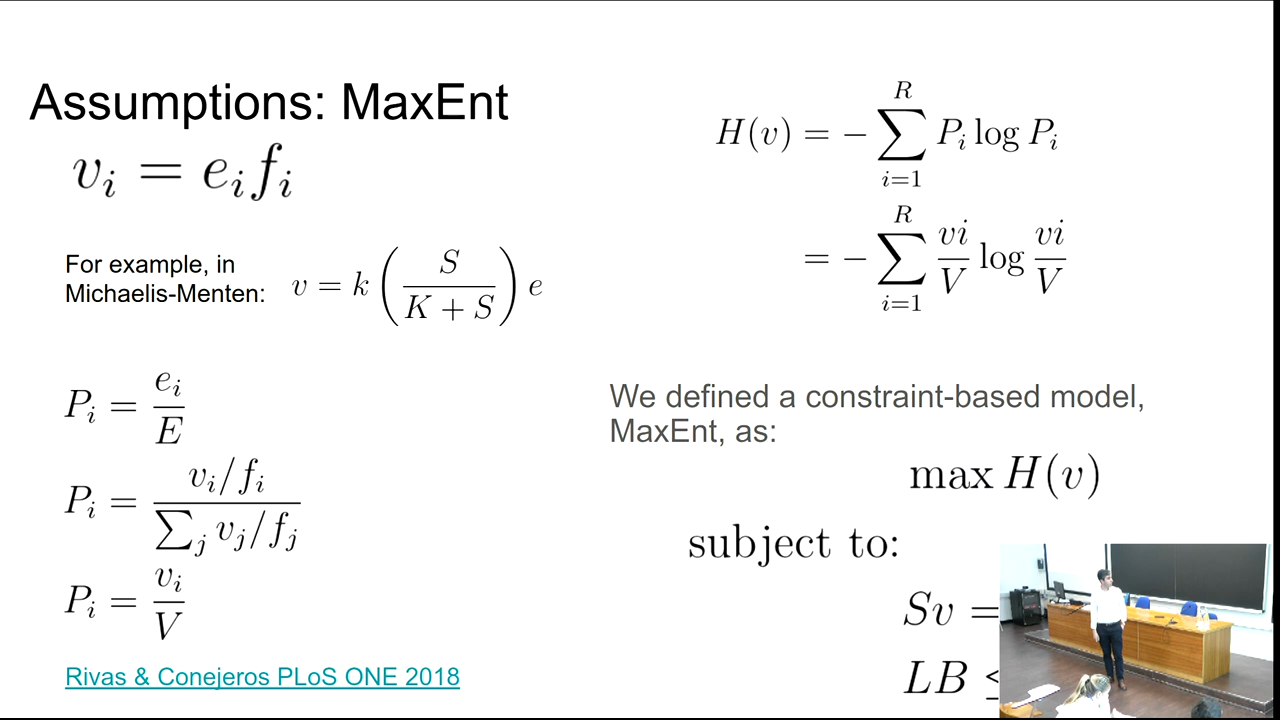 Assumptions: MaxEnt
v_i = e_i f_i
For example, in
Michaelis-Menten: v = k ( S / (K + S) ) e
P_i = e_i / E
P_i = (v_i/f_i) / (∑_j v_j/f_j)
P_i = v_i / V
Rivas & Conejeros PLoS ONE 2018
H(v) = − ∑_{i=1}^{R} P_i log P_i
= − ∑_{i=1}^{R} vi/V log vi/V
We defined a constraint-based model,
MaxEnt, as:
max H(v)
subject to:
Sv =
LB ≤